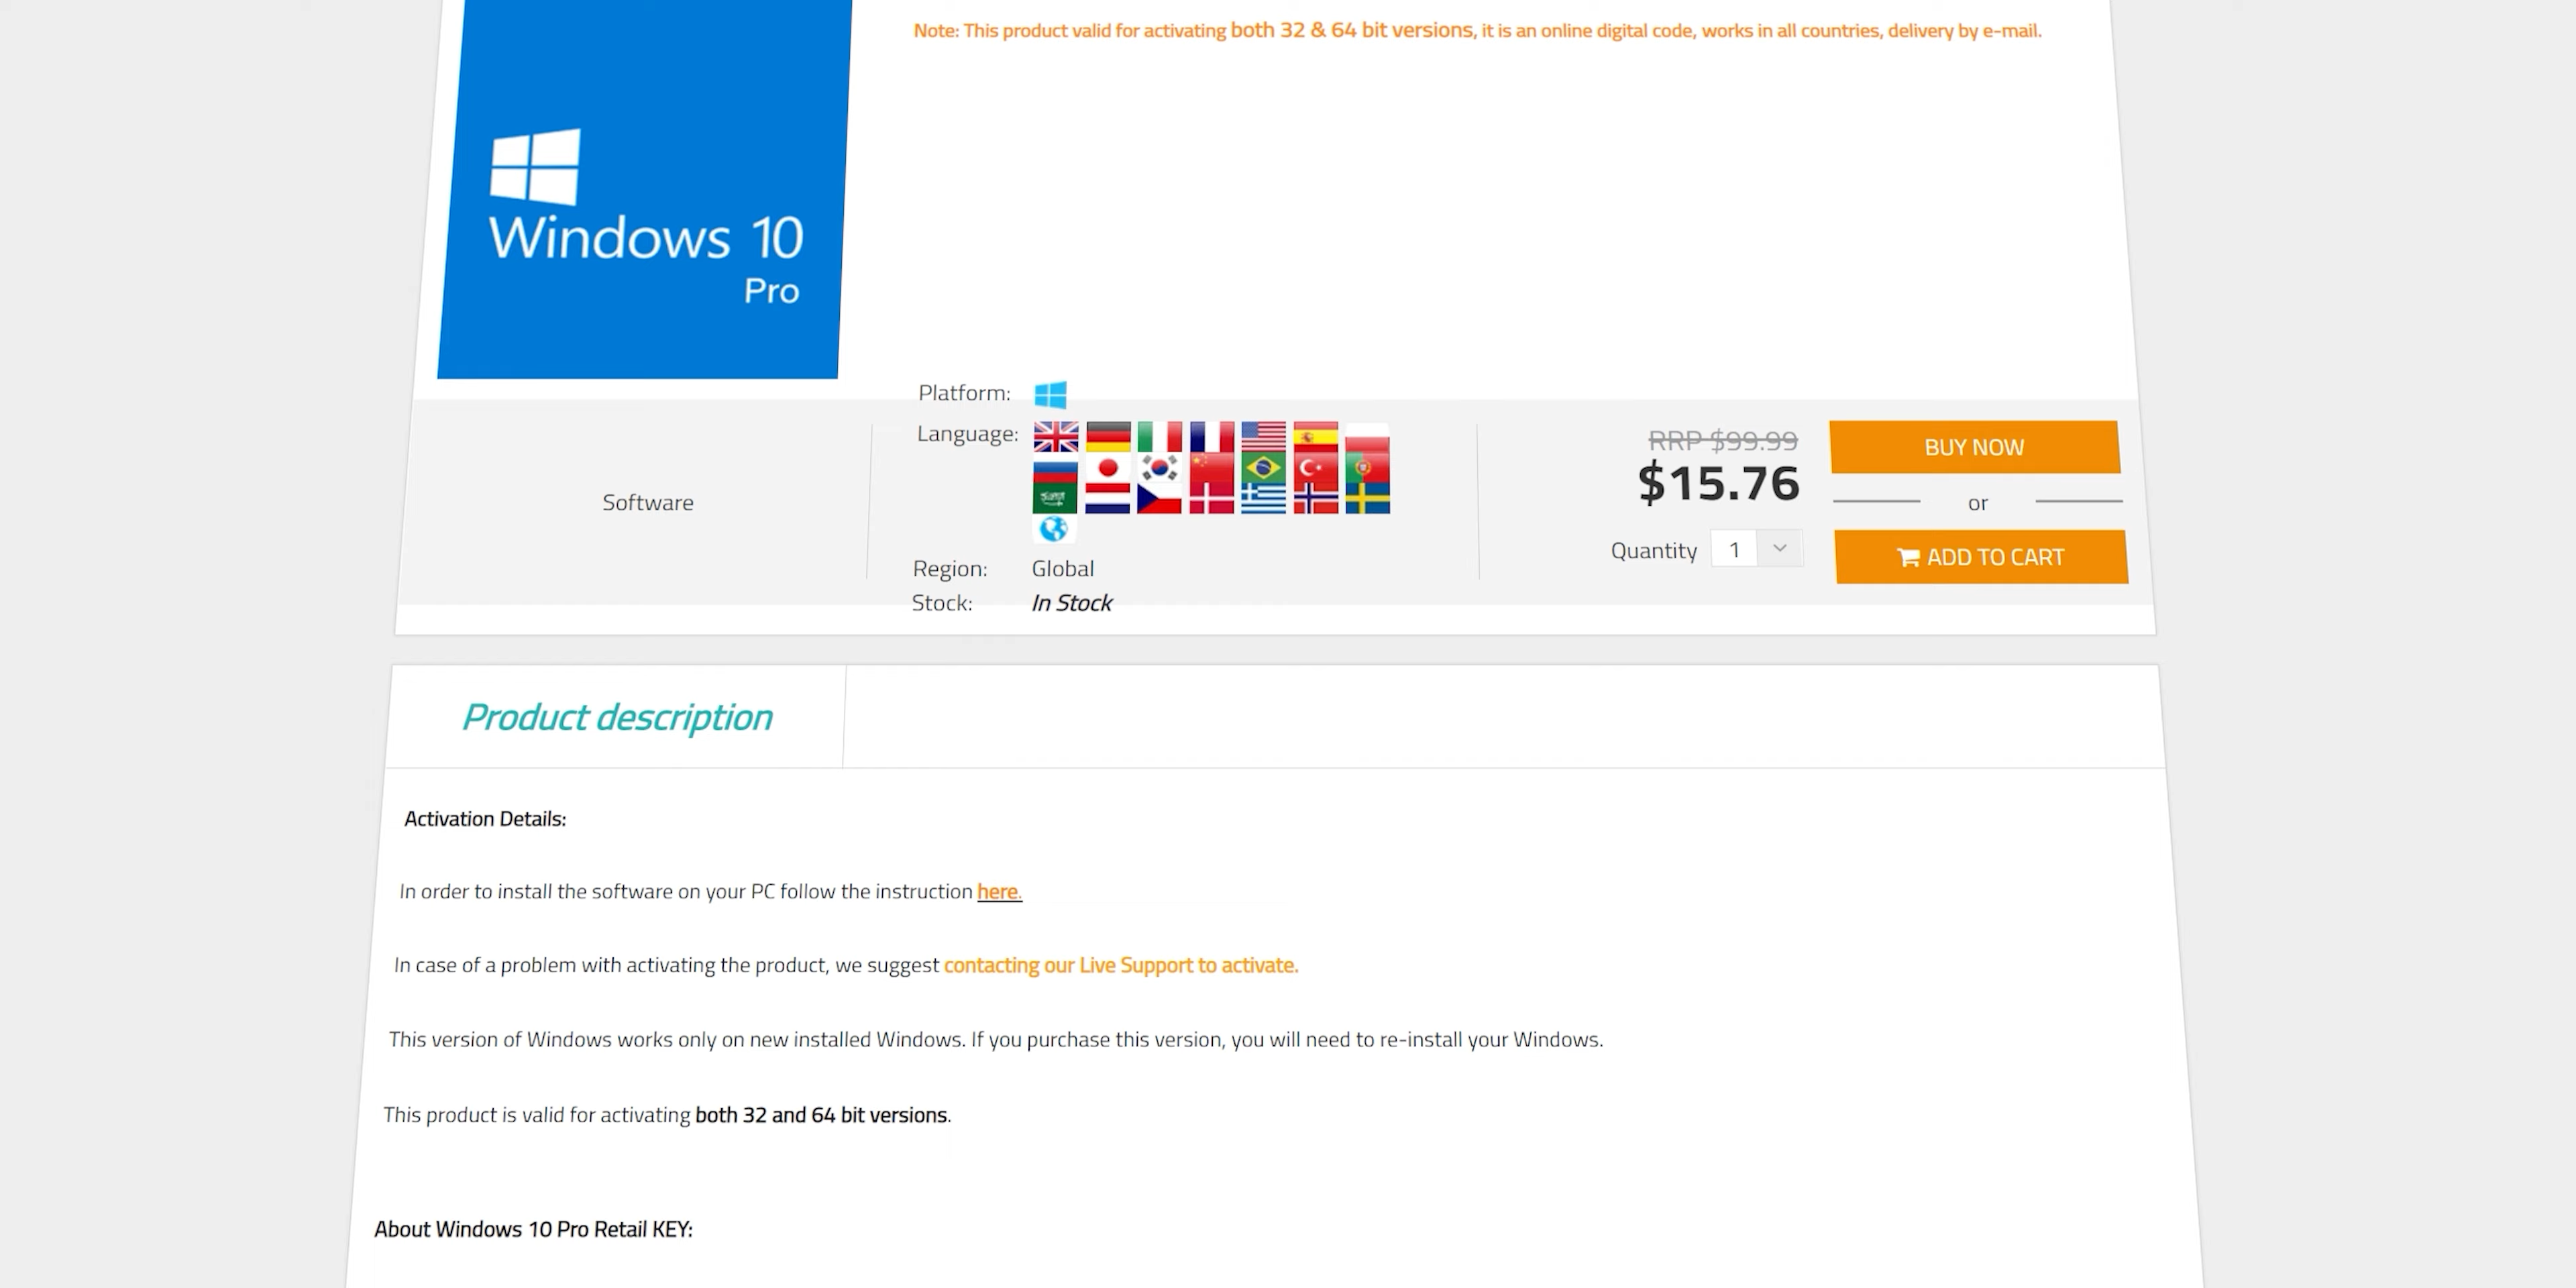 Note: This product valid for activating both 32 & 64 bit versions, it is an online digital code, works in all countries, delivery by e-mail.
Windows 10
Pro
Platform:
Language:
RRP $99.99
$15.76
BUY NOW
or
Software
Quantity 1
ADD TO CART
Region: Global
Stock: In Stock
Product description
Activation Details:
In order to install the software on your PC follow the instruction here.
In case of a problem with activating the product, we suggest contacting our Live Support to activate.
This version of Windows works only on new installed Windows. If you purchase this version, you will need to re-install your Windows.
This product is valid for activating both 32 and 64 bit versions.
About Windows 10 Pro Retail KEY: